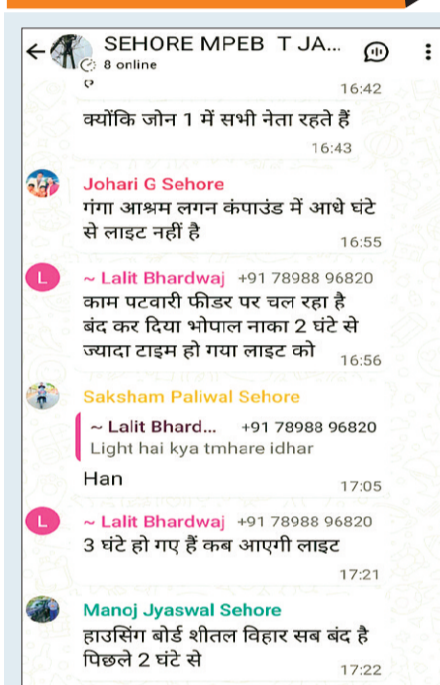 SEHORE MPEB T JA...
8 online
16:42
क्योंकि जोन 1 में सभी नेता रहते हैं
16:43
Johari G Sehore
गंगा आश्रम लगन कंपाउंड में आधे घंटे
से लाइट नहीं है
16:55
L
~ Lalit Bhardwaj +91 78988 96820
काम पटवारी फीडर पर चल रहा है
बंद कर दिया भोपाल नाका 2 घंटे से
ज्यादा टाइम हो गया लाइट को
16:56
Saksham Paliwal Sehore
~ Lalit Bhard... +91 78988 96820
Light hai kya tmhare idhar
Han
17:05
L
~ Lalit Bhardwaj +91 78988 96820
3 घंटे हो गए हैं कब आएगी लाइट
17:21
Manoj Jyaswal Sehore
हाउसिंग बोर्ड शीतल विहार सब बंद है
पिछले 2 घंटे से
17:22